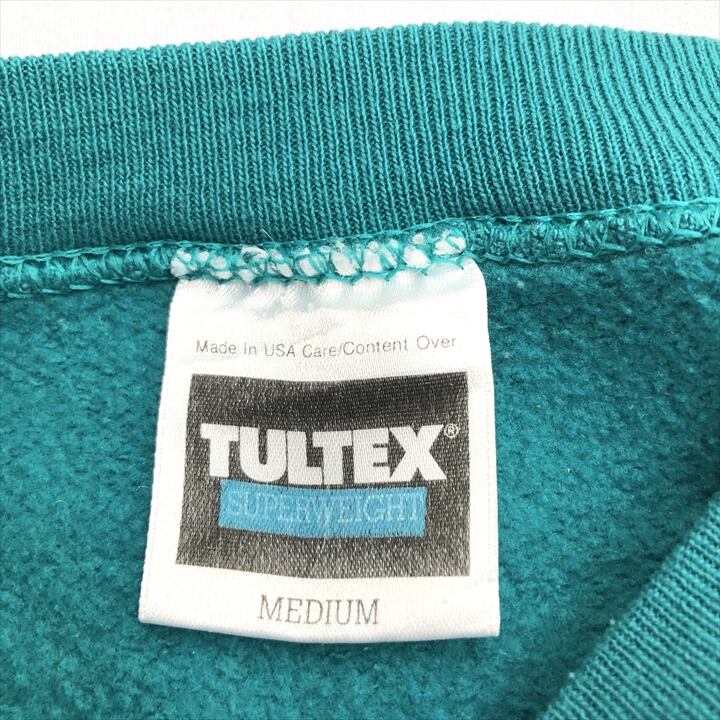 Made In USA Care/Content Over
TULTEX®
SUPERWEIGHT
MEDIUM